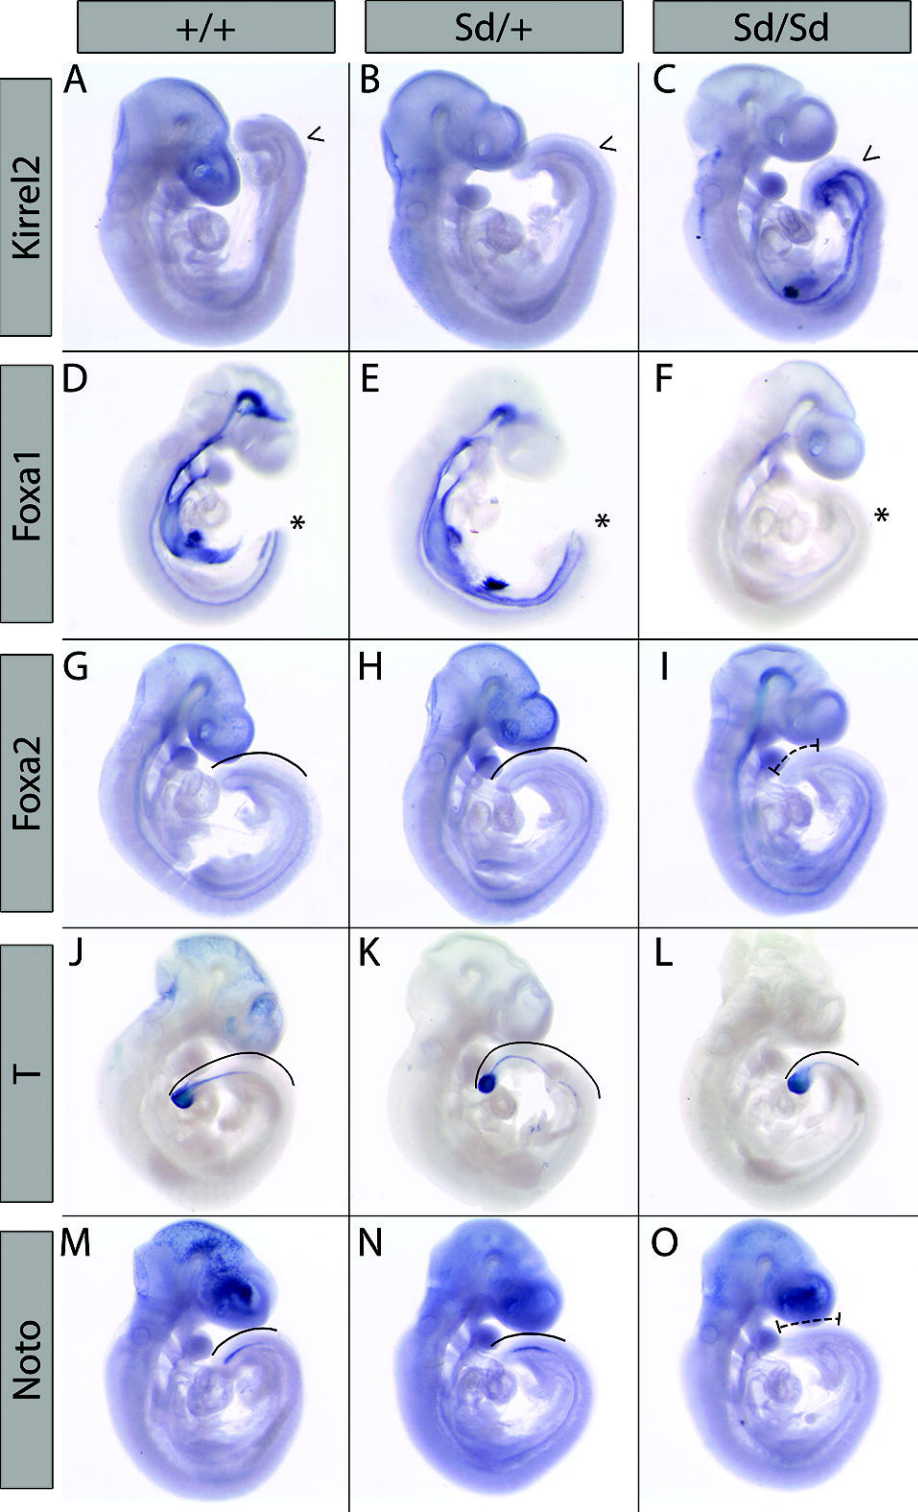 +/+ Sd/+ Sd/Sd
Kirrel2
A B C
<
<
<
Foxa1
D E F
*
*
*
Foxa2
G H I
T
J K L
Noto
M N O